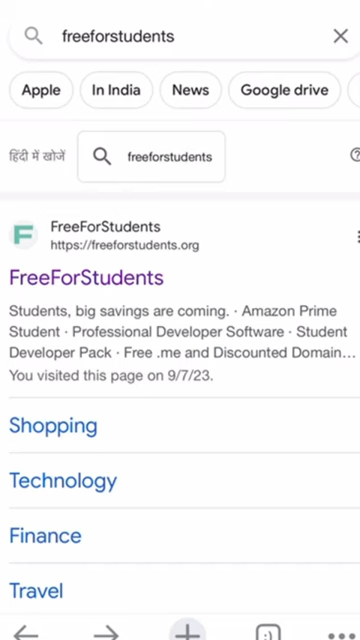 freeforstudents
Apple
In India
News
Google drive
हिंदी में खोजें
freeforstudents
FreeForStudents
https://freeforstudents.org
FreeForStudents
Students, big savings are coming. · Amazon Prime
Student · Professional Developer Software · Student
Developer Pack · Free .me and Discounted Domain...
You visited this page on 9/7/23.
Shopping
Technology
Finance
Travel